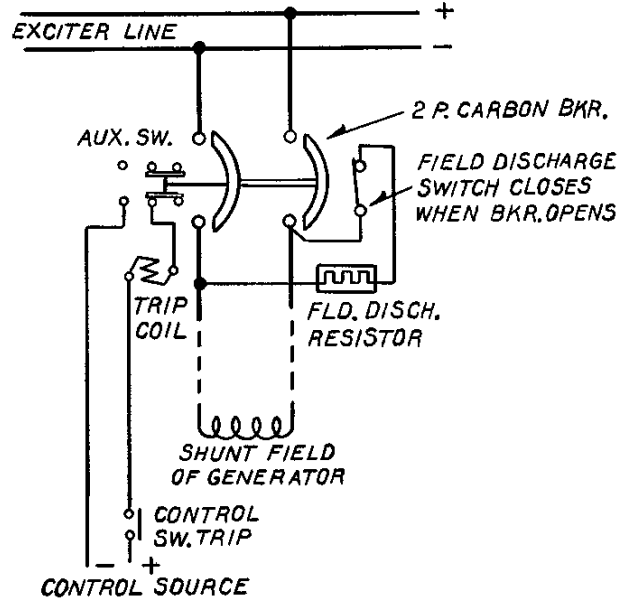 +
EXCITER LINE
−
2 P. CARBON BKR.
AUX. SW.
FIELD DISCHARGE
SWITCH CLOSES
WHEN BKR. OPENS
TRIP
COIL
FLD. DISCH.
RESISTOR
SHUNT FIELD
OF GENERATOR
CONTROL
SW. TRIP
− +
CONTROL SOURCE